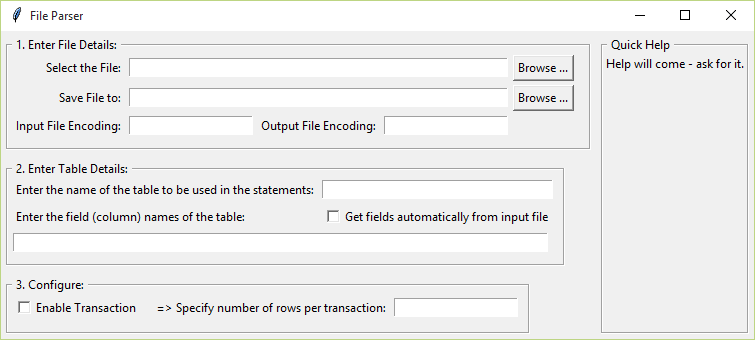 File Parser
1. Enter File Details:
Select the File:
Browse ...
Save File to:
Browse ...
Input File Encoding:
Output File Encoding:
2. Enter Table Details:
Enter the name of the table to be used in the statements:
Enter the field (column) names of the table:
Get fields automatically from input file
3. Configure:
Enable Transaction
=> Specify number of rows per transaction:
Quick Help
Help will come - ask for it.